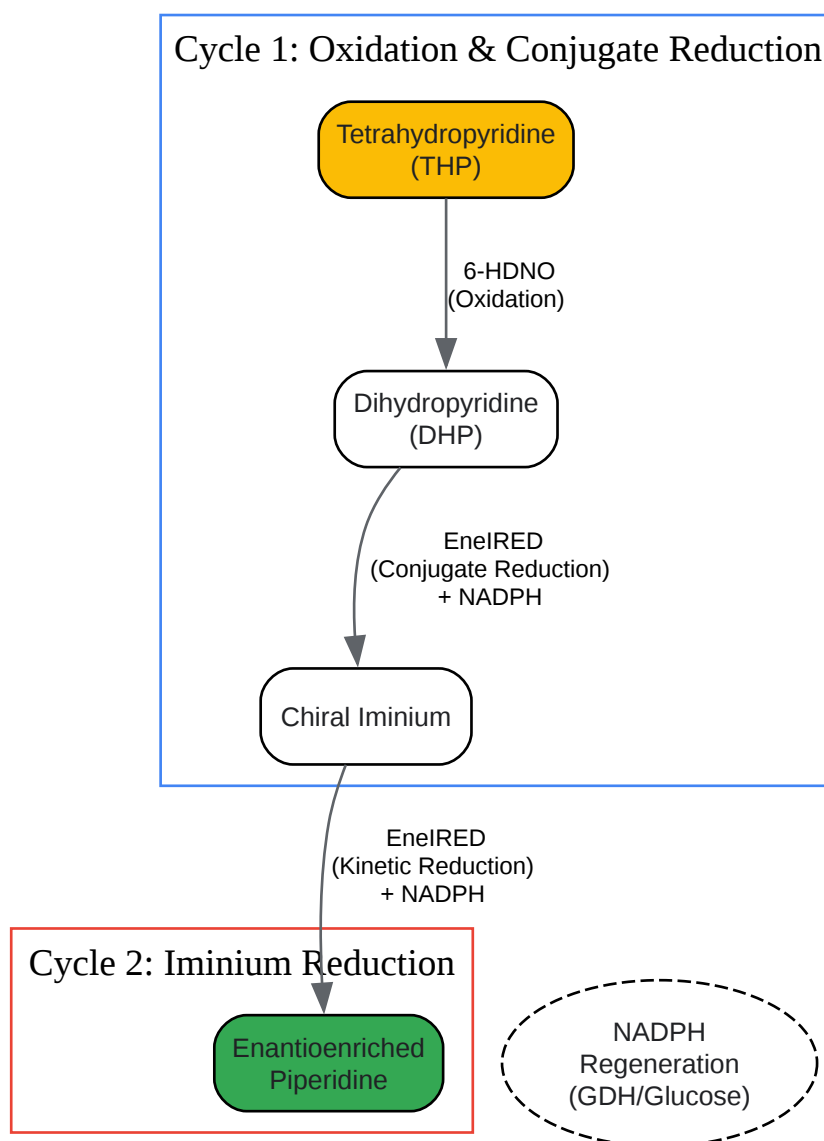 Cycle 1: Oxidation & Conjugate Reduction
Tetrahydropyridine
(THP)
6-HDNO
(Oxidation)
Dihydropyridine
(DHP)
EneIRED
(Conjugate Reduction)
+ NADPH
Chiral Iminium
EneIRED
(Kinetic Reduction)
+ NADPH
Cycle 2: Iminium Reduction
Enantioenriched
Piperidine
NADPH
Regeneration
(GDH/Glucose)